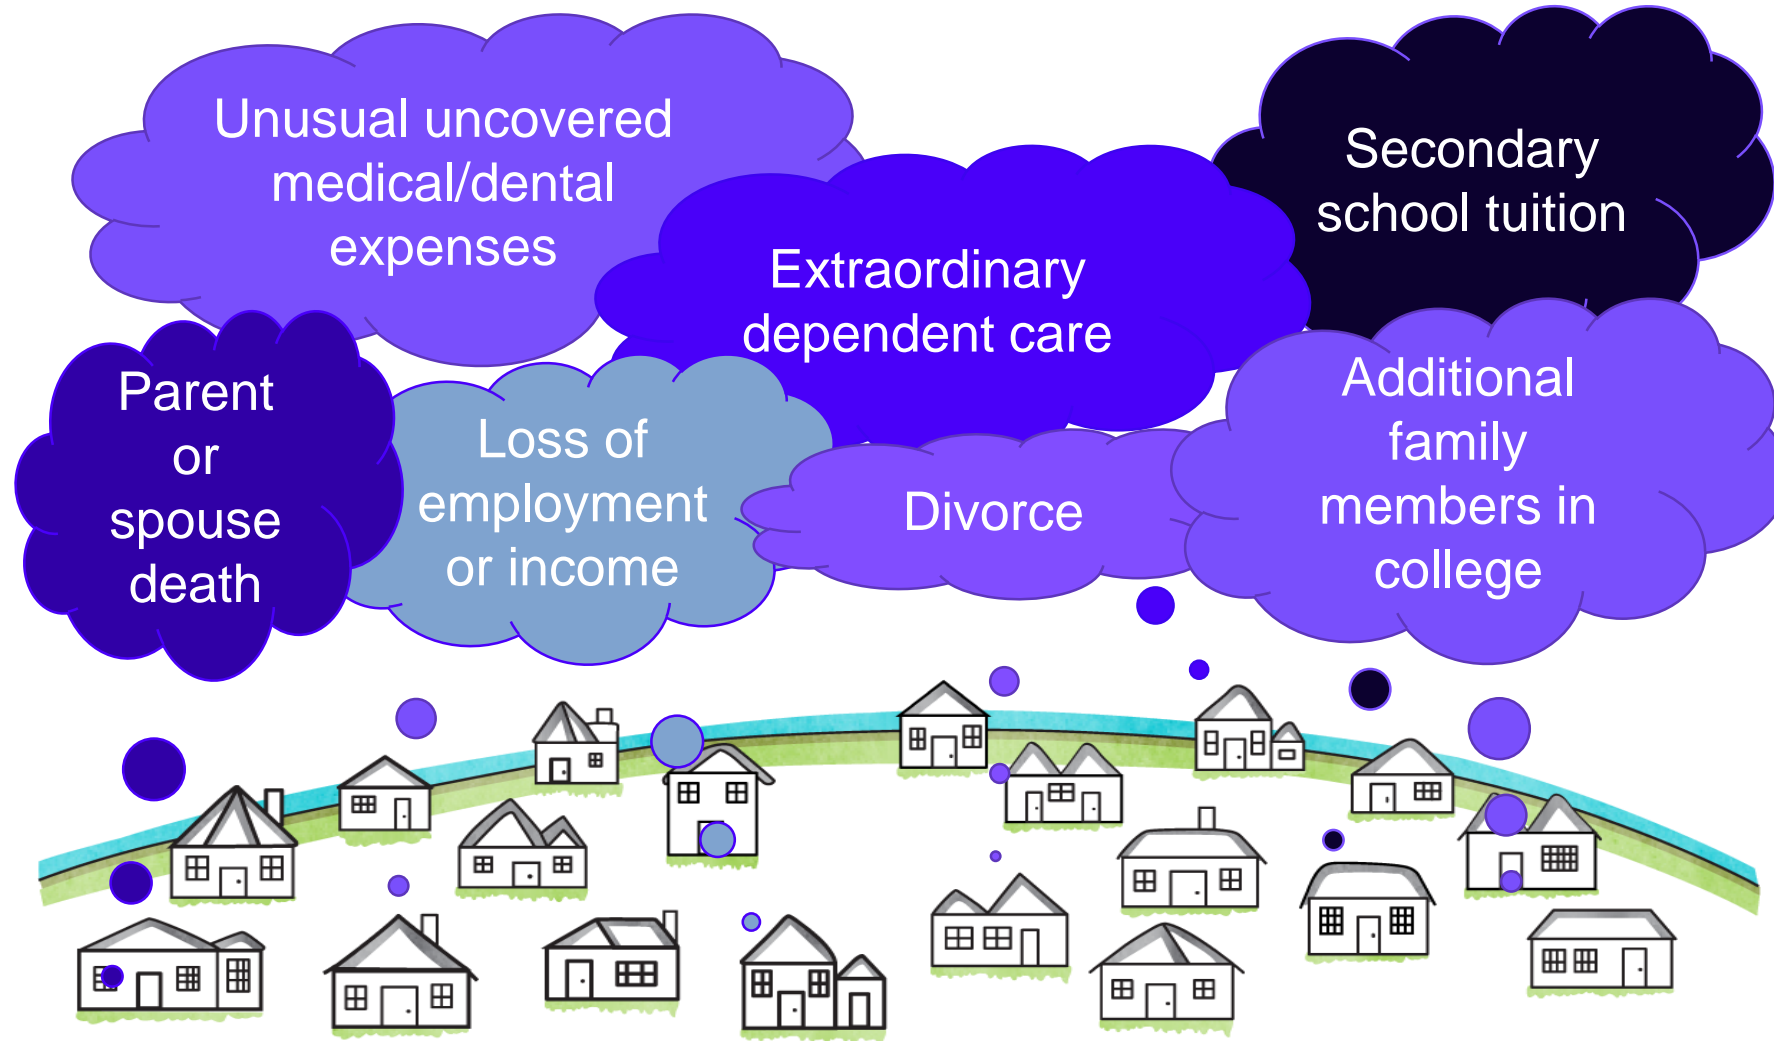 Unusual uncovered
medical/dental
expenses
Secondary
school tuition
Extraordinary
dependent care
Parent
or
spouse
death
Loss of
employment
or income
Divorce
Additional
family
members in
college